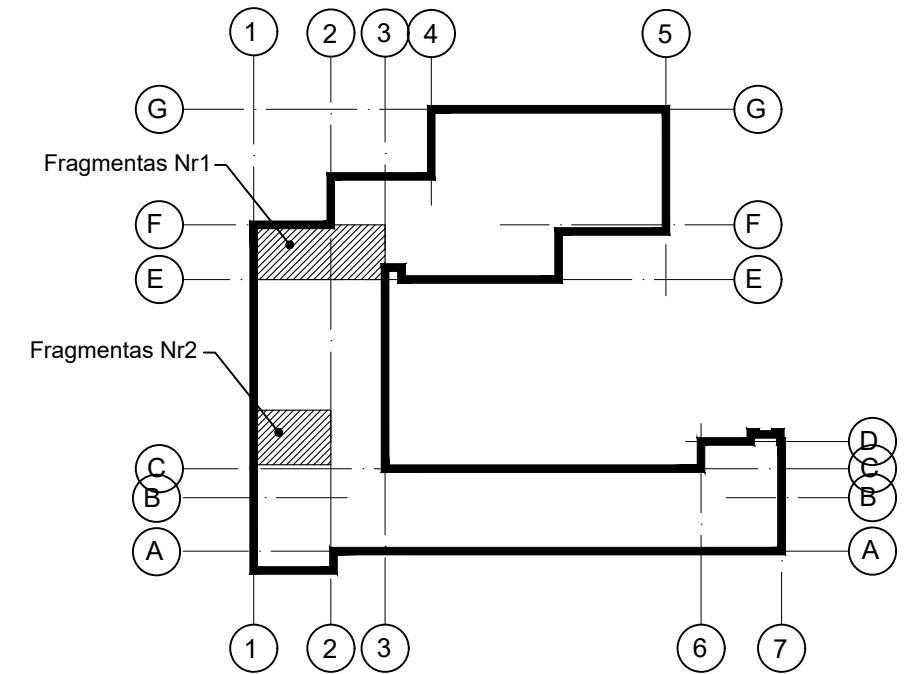 1 2 3 4 5
G G
Fragmentas Nr1
F F
E E
Fragmentas Nr2
D
C C
B B
A A
1 2 3 6 7